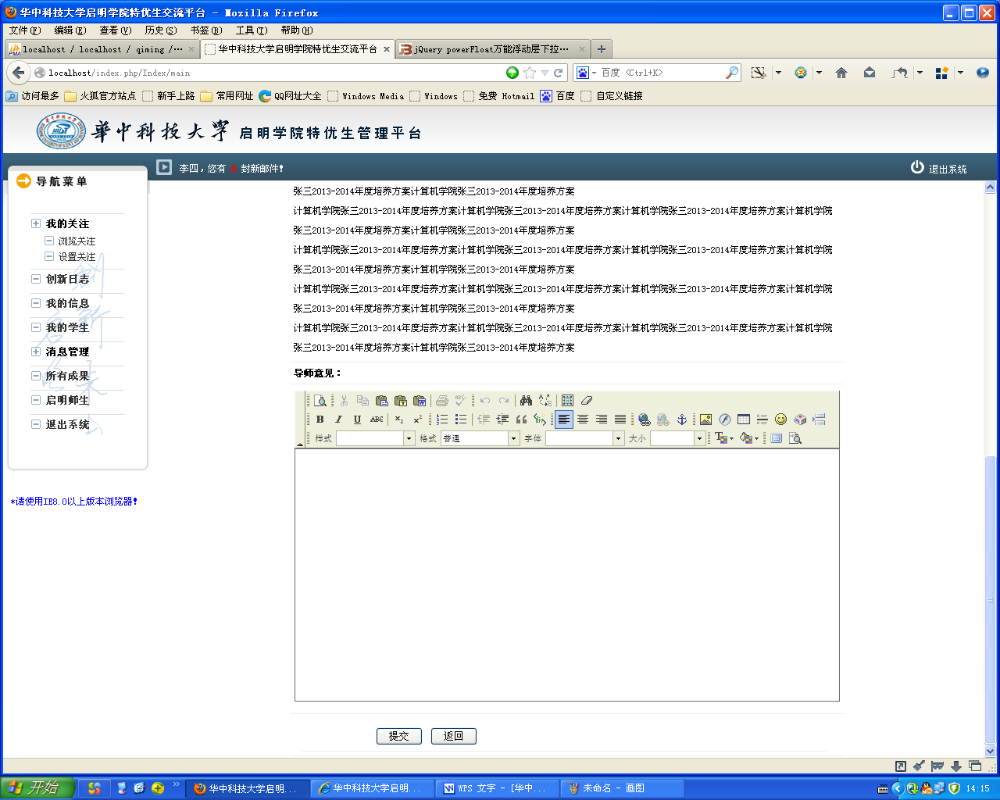 华中科技大学启明学院特优生交流平台 - Mozilla Firefox
文件(F) 编辑(E) 查看(V) 历史(S) 书签(B) 工具(T) 帮助(H)
localhost / localhost / qiming /··· 华中科技大学启明学院特优生交流平台 jQuery powerFloat万能浮动层下拉···
localhost/index.php/Index/main 百度 <Ctrl+K>
访问最多 火狐官方站点 新手上路 常用网址 QQ网址大全 Windows Media Windows 免费 Hotmail 百度 自定义链接
華中科技大学 启明学院特优生管理平台
李四，您有 封新邮件! 退出系统
导航菜单
我的关注
浏览关注
设置关注
创新日志
我的信息
我的学生
消息管理
所有成果
启明师生
退出系统
*请使用IE8.0以上版本浏览器!
张三2013-2014年度培养方案计算机学院张三2013-2014年度培养方案
计算机学院张三2013-2014年度培养方案计算机学院张三2013-2014年度培养方案计算机学院张三2013-2014年度培养方案计算机学院
张三2013-2014年度培养方案计算机学院张三2013-2014年度培养方案
计算机学院张三2013-2014年度培养方案计算机学院张三2013-2014年度培养方案计算机学院张三2013-2014年度培养方案计算机学院
张三2013-2014年度培养方案计算机学院张三2013-2014年度培养方案
计算机学院张三2013-2014年度培养方案计算机学院张三2013-2014年度培养方案计算机学院张三2013-2014年度培养方案计算机学院
张三2013-2014年度培养方案计算机学院张三2013-2014年度培养方案
计算机学院张三2013-2014年度培养方案计算机学院张三2013-2014年度培养方案计算机学院张三2013-2014年度培养方案计算机学院
张三2013-2014年度培养方案计算机学院张三2013-2014年度培养方案
导师意见：
B I U ABC X₂ X²
样式 格式 普通 字体 大小
提交 返回
开始 华中科技大学启明... 华中科技大学启明... WPS 文字 - [华中... 未命名 - 画图 14:15